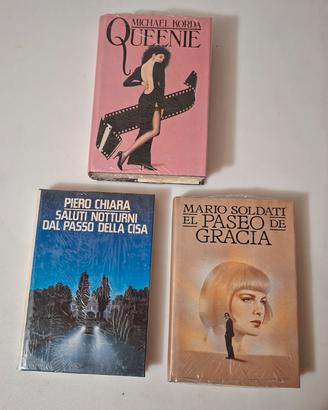 MICHAEL KORDA
QUEENIE
PIERO CHIARA
SALUTI NOTTURNI
DAL PASSO DELLA CISA
MARIO SOLDATI
EL PASEO DE
GRACIA